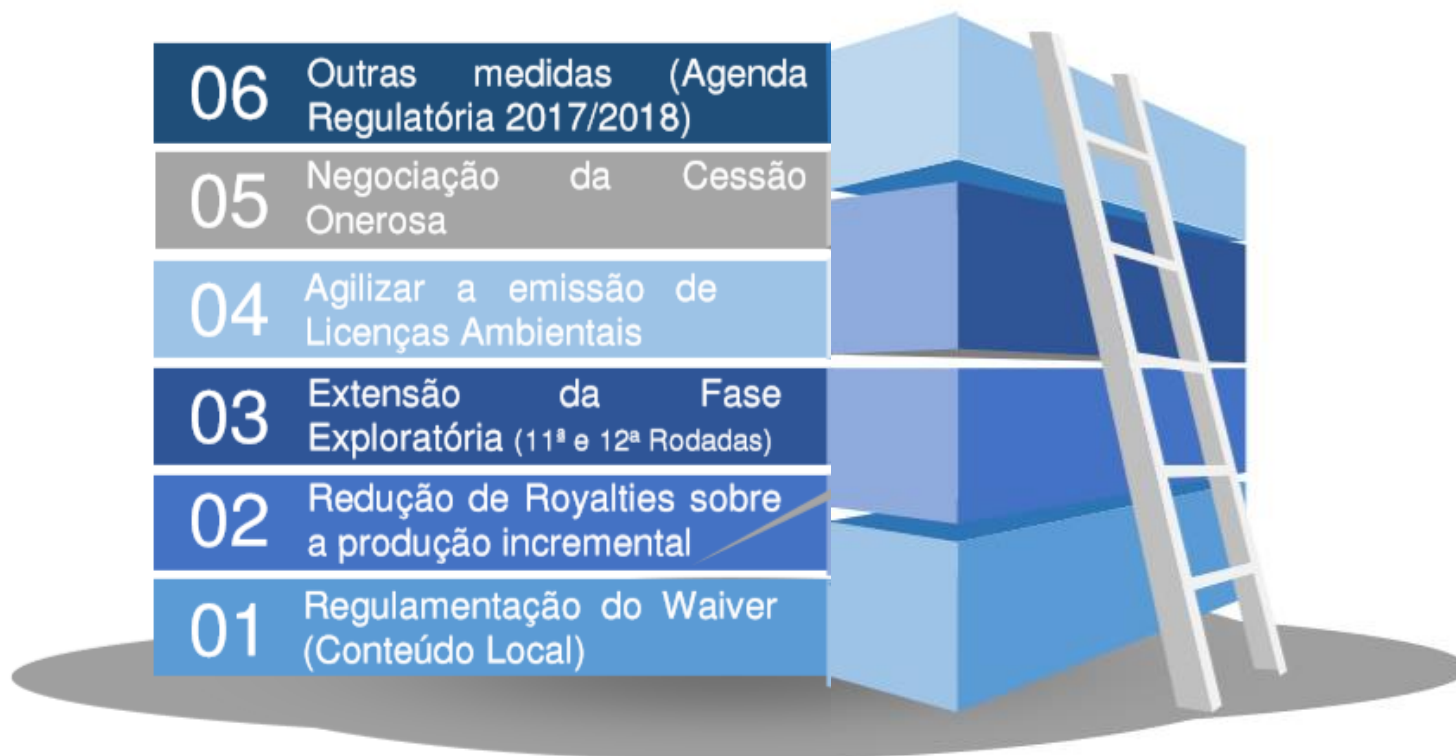 06
Outras medidas (Agenda
Regulatória 2017/2018)
05
Negociação da Cessão
Onerosa
04
Agilizar a emissão de
Licenças Ambientais
03
Extensão da Fase
Exploratória (11ª e 12ª Rodadas)
02
Redução de Royalties sobre
a produção incremental
01
Regulamentação do Waiver
(Conteúdo Local)